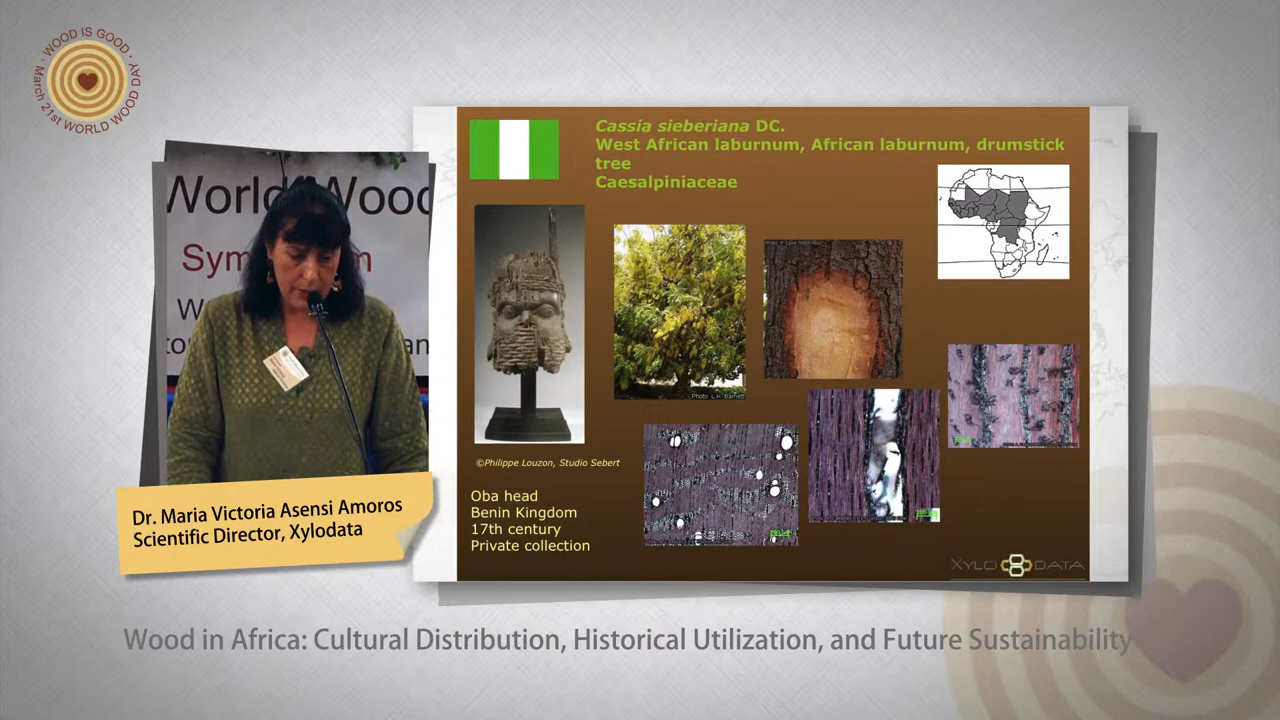 WOOD IS GOOD · DAY
March 21st WORLD WOOD
World Wood
Cassia sieberiana DC.
West African laburnum, African laburnum, drumstick
tree
Caesalpiniaceae
©Philippe Louzon, Studio Sebert
Oba head
Benin Kingdom
17th century
Private collection
XYLODATA
Dr. Maria Victoria Asensi Amoros
Scientific Director, Xylodata
Wood in Africa: Cultural Distribution, Historical Utilization, and Future Sustainability